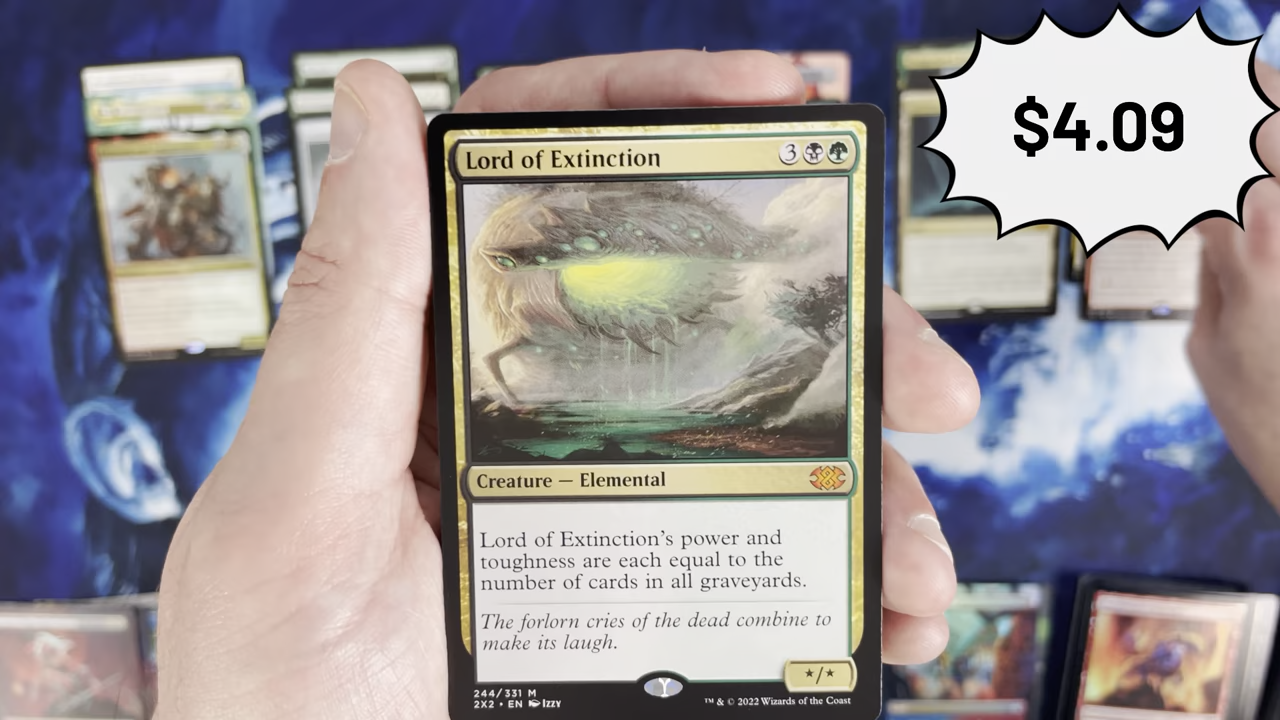 $4.09
Lord of Extinction 3
Creature — Elemental
Lord of Extinction's power and
toughness are each equal to the
number of cards in all graveyards.
The forlorn cries of the dead combine to
make its laugh.
*/*
244/331 M
2X2 • EN Izzy
™ & © 2022 Wizards of the Coast